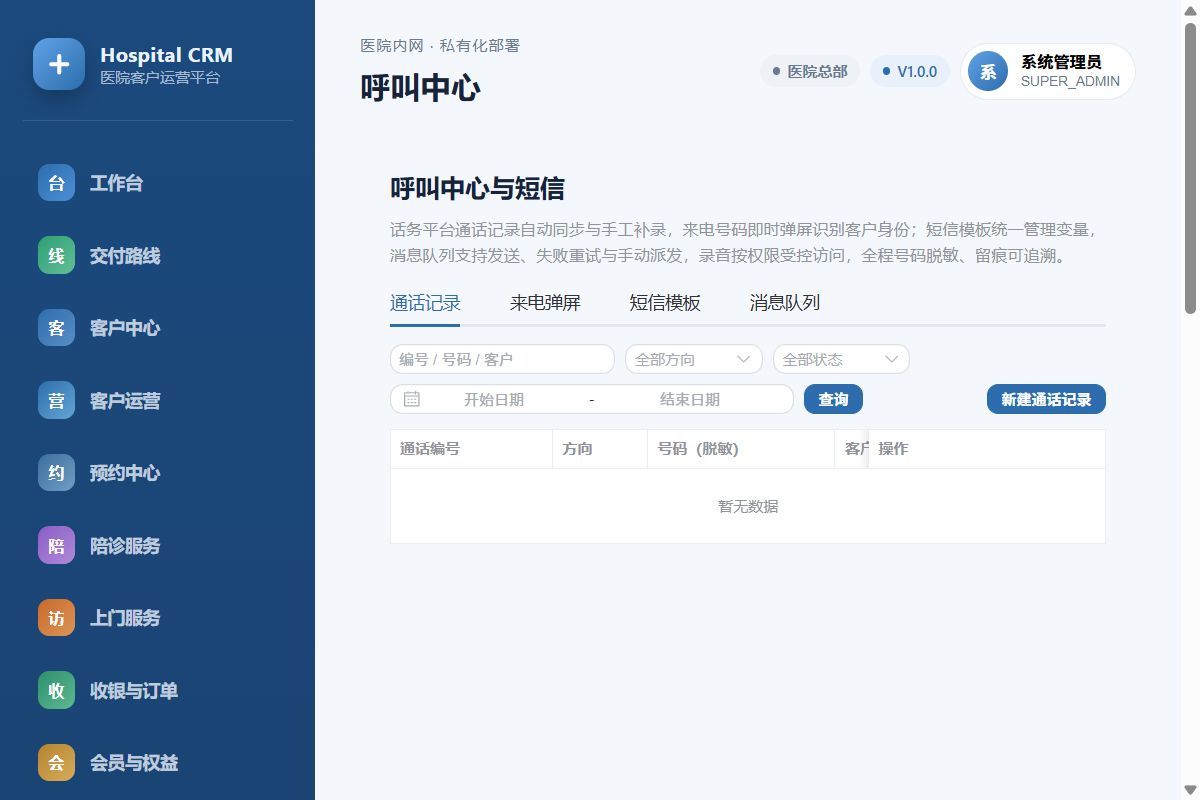 Hospital CRM
医院客户运营平台
台 工作台
线 交付路线
客 客户中心
营 客户运营
约 预约中心
陪 陪诊服务
访 上门服务
收 收银与订单
会 会员与权益
医院内网 · 私有化部署
呼叫中心
医院总部
V1.0.0
系
系统管理员
SUPER_ADMIN
呼叫中心与短信
话务平台通话记录自动同步与手工补录，来电号码即时弹屏识别客户身份；短信模板统一管理变量，
消息队列支持发送、失败重试与手动派发，录音按权限受控访问，全程号码脱敏、留痕可追溯。
通话记录 来电弹屏 短信模板 消息队列
编号 / 号码 / 客户 全部方向 全部状态
开始日期 - 结束日期 查询 新建通话记录
通话编号 方向 号码（脱敏） 客户 操作
暂无数据